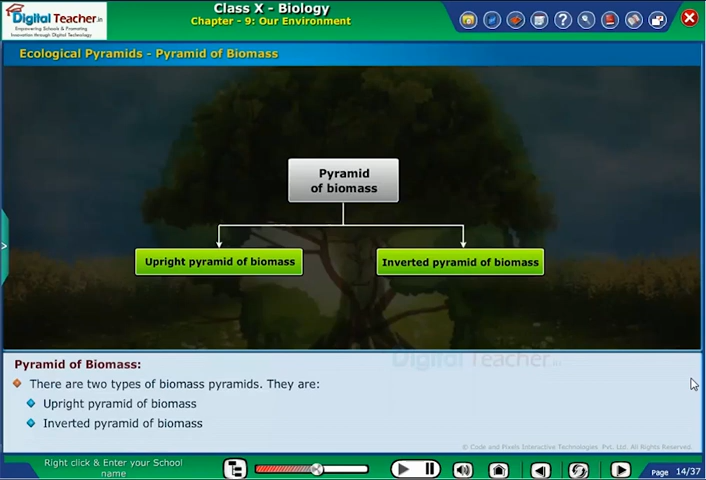 Digital Teacher.in
Empowering Schools & Promoting
Innovation through Digital Technology
Class X - Biology
Chapter - 9: Our Environment
Ecological Pyramids - Pyramid of Biomass
Pyramid
of biomass
Upright pyramid of biomass
Inverted pyramid of biomass
Digital Teacher.in
Pyramid of Biomass:
There are two types of biomass pyramids. They are:
Upright pyramid of biomass
Inverted pyramid of biomass
© Code and Pixels Interactive Technologies Pvt. Ltd. All Rights Reserved.
Right click & Enter your School
name
Page 14/37